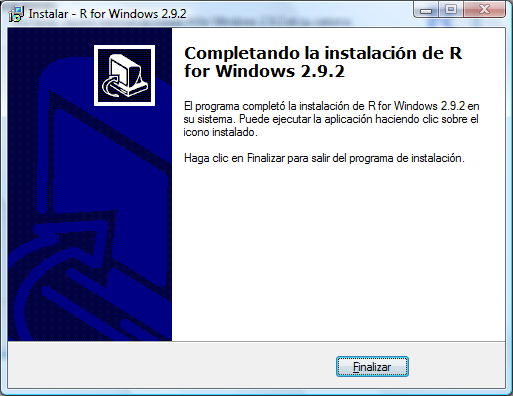 Instalar - R for Windows 2.9.2
Completando la instalación de R
for Windows 2.9.2
El programa completó la instalación de R for Windows 2.9.2 en
su sistema. Puede ejecutar la aplicación haciendo clic sobre el
icono instalado.
Haga clic en Finalizar para salir del programa de instalación.
Finalizar